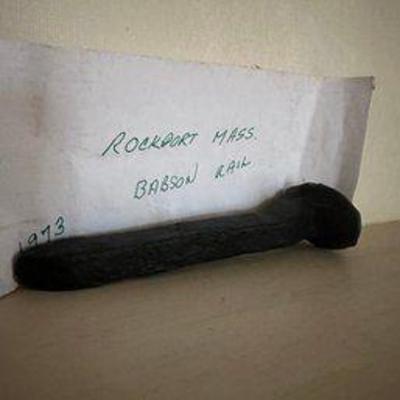 ROCKPORT MASS.
BABSON RAIL
1973